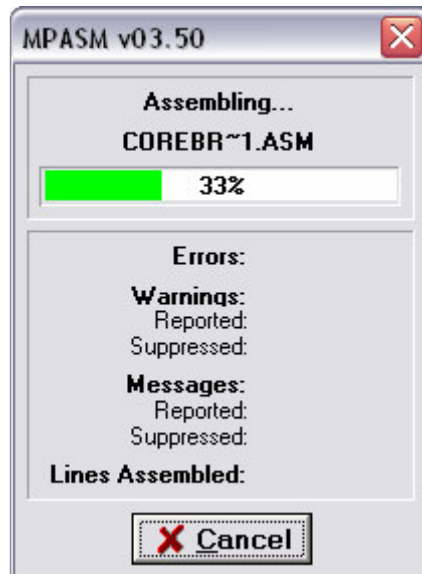 MPASM v03.50
Assembling...
COREBR~1.ASM
33%
Errors:
Warnings:
Reported:
Suppressed:
Messages:
Reported:
Suppressed:
Lines Assembled:
Cancel